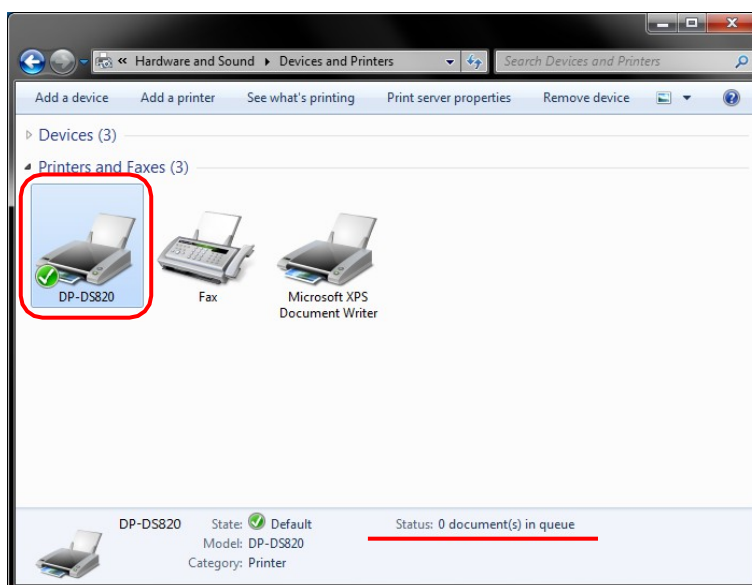 « Hardware and Sound ▸ Devices and Printers
Search Devices and Printers
Add a device Add a printer See what's printing Print server properties Remove device
Devices (3)
Printers and Faxes (3)
DP-DS820 Fax Microsoft XPS
Document Writer
DP-DS820 State: Default Status: 0 document(s) in queue
Model: DP-DS820
Category: Printer